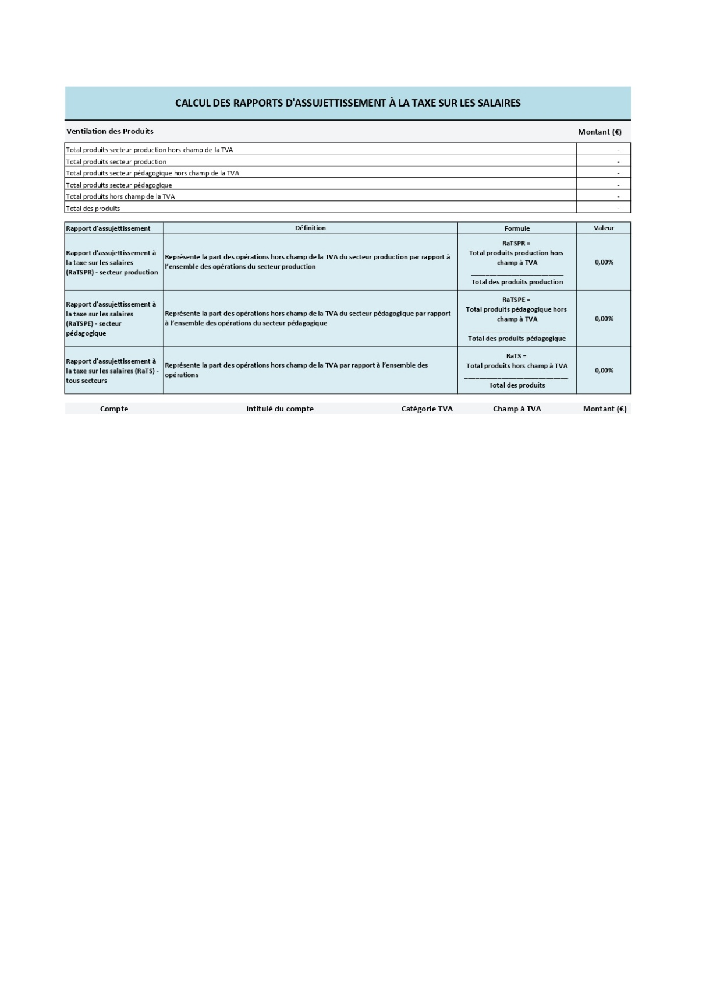 CALCUL DES RAPPORTS D'ASSUJETTISSEMENT À LA TAXE SUR LES SALAIRES
Ventilation des Produits Montant (€)
Total produits secteur production hors champ de la TVA -
Total produits secteur production -
Total produits secteur pédagogique hors champ de la TVA -
Total produits secteur pédagogique -
Total produits hors champ de la TVA -
Total des produits -
Rapport d'assujettissement Définition Formule Valeur
Rapport d'assujettissement à
la taxe sur les salaires
(RaTSPR) - secteur production
Représente la part des opérations hors champ de la TVA du secteur production par rapport à
l’ensemble des opérations du secteur production
RaTSPR =
Total produits production hors
champ à TVA
__________________________
Total des produits production
0,00%
Rapport d'assujettissement à
la taxe sur les salaires
(RaTSPE) - secteur
pédagogique
Représente la part des opérations hors champ de la TVA du secteur pédagogique par rapport
à l’ensemble des opérations du secteur pédagogique
RaTSPE =
Total produits pédagogique hors
champ à TVA
___________________________
Total des produits pédagogique
0,00%
Rapport d'assujettissement à
la taxe sur les salaires (RaTS) -
tous secteurs
Représente la part des opérations hors champ de la TVA par rapport à l’ensemble des
opérations
RaTS =
Total produits hors champ à TVA
_____________________________
Total des produits
0,00%
Compte Intitulé du compte Catégorie TVA Champ à TVA Montant (€)